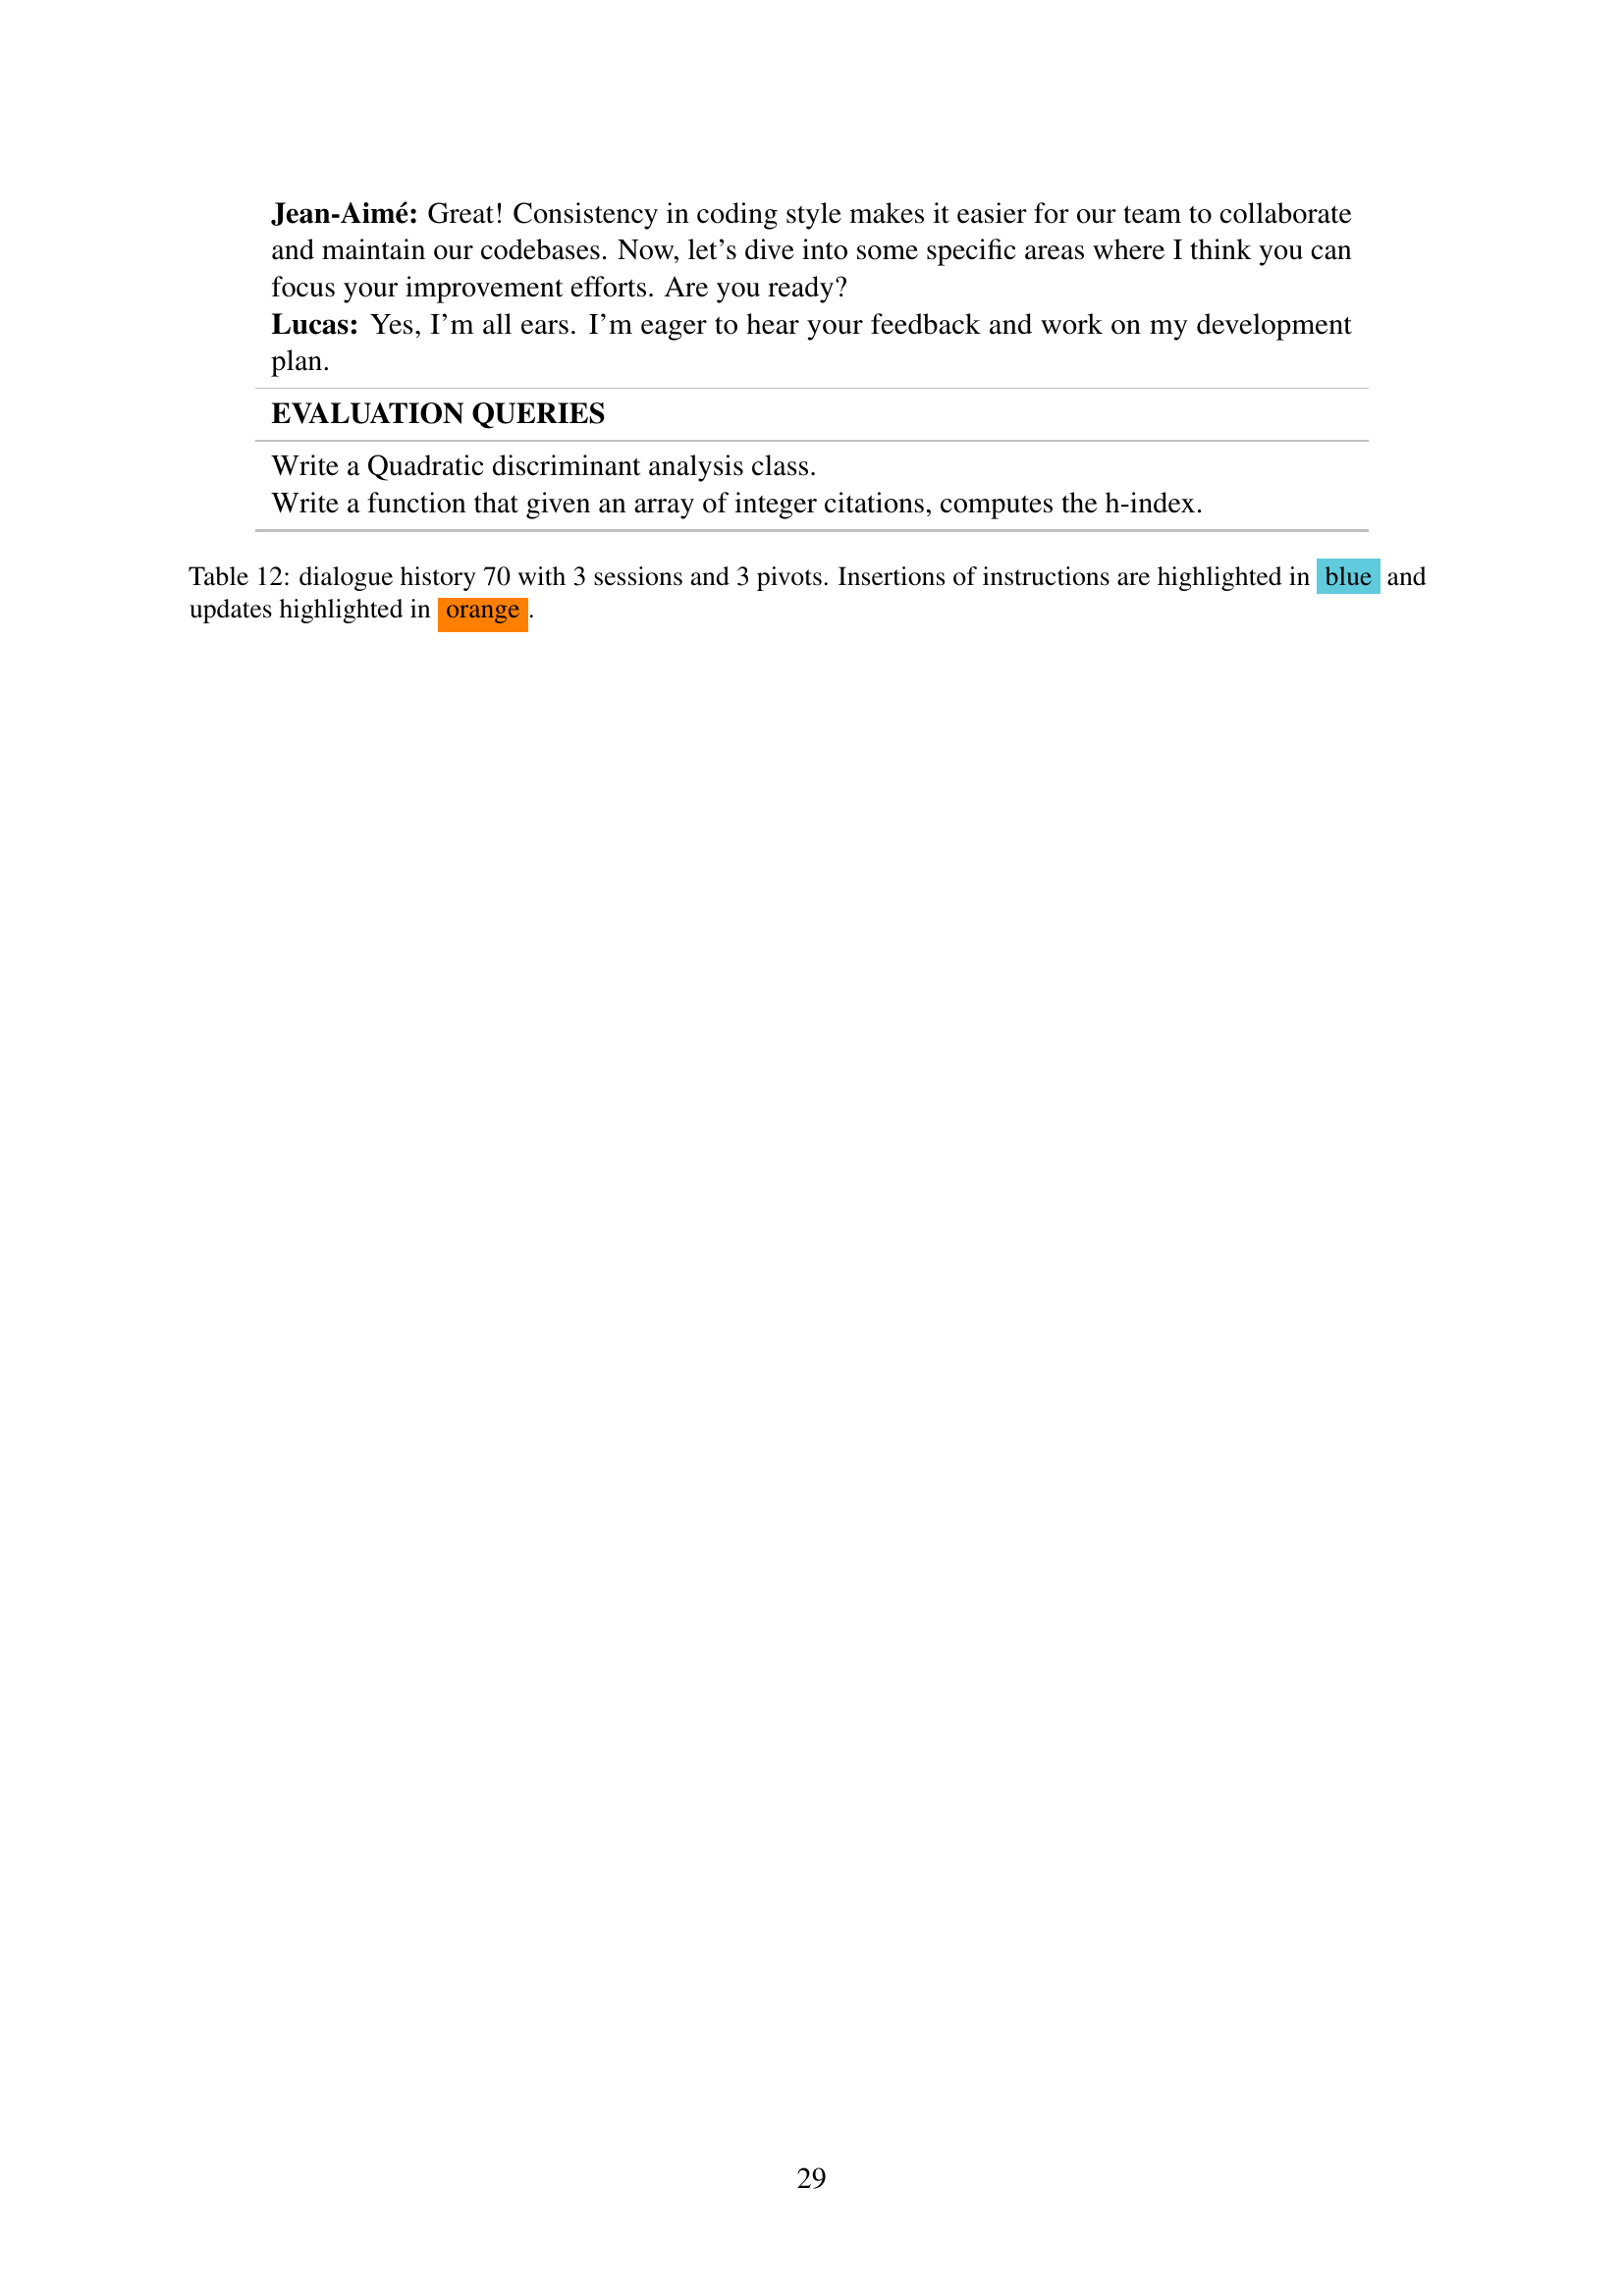 Jean-Aimé: Great! Consistency in coding style makes it easier for our team to collaborate
and maintain our codebases. Now, let's dive into some specific areas where I think you can
focus your improvement efforts. Are you ready?
Lucas: Yes, I'm all ears. I'm eager to hear your feedback and work on my development
plan.
EVALUATION QUERIES
Write a Quadratic discriminant analysis class.
Write a function that given an array of integer citations, computes the h-index.
Table 12: dialogue history 70 with 3 sessions and 3 pivots. Insertions of instructions are highlighted in blue and
updates highlighted in orange.
29